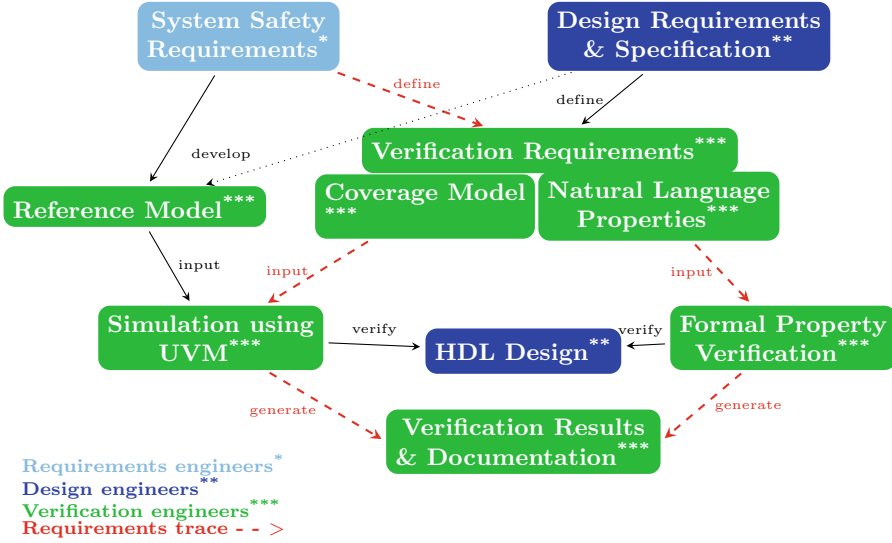 System Safety
Requirements*
Design Requirements
& Specification**
define
define
develop
Verification Requirements***
Coverage Model
***
Natural Language
Properties***
Reference Model***
input
input
input
Simulation using
UVM***
verify
HDL Design**
verify
Formal Property
Verification***
generate
generate
Verification Results
& Documentation***
Requirements engineers*
Design engineers**
Verification engineers***
Requirements trace - - >